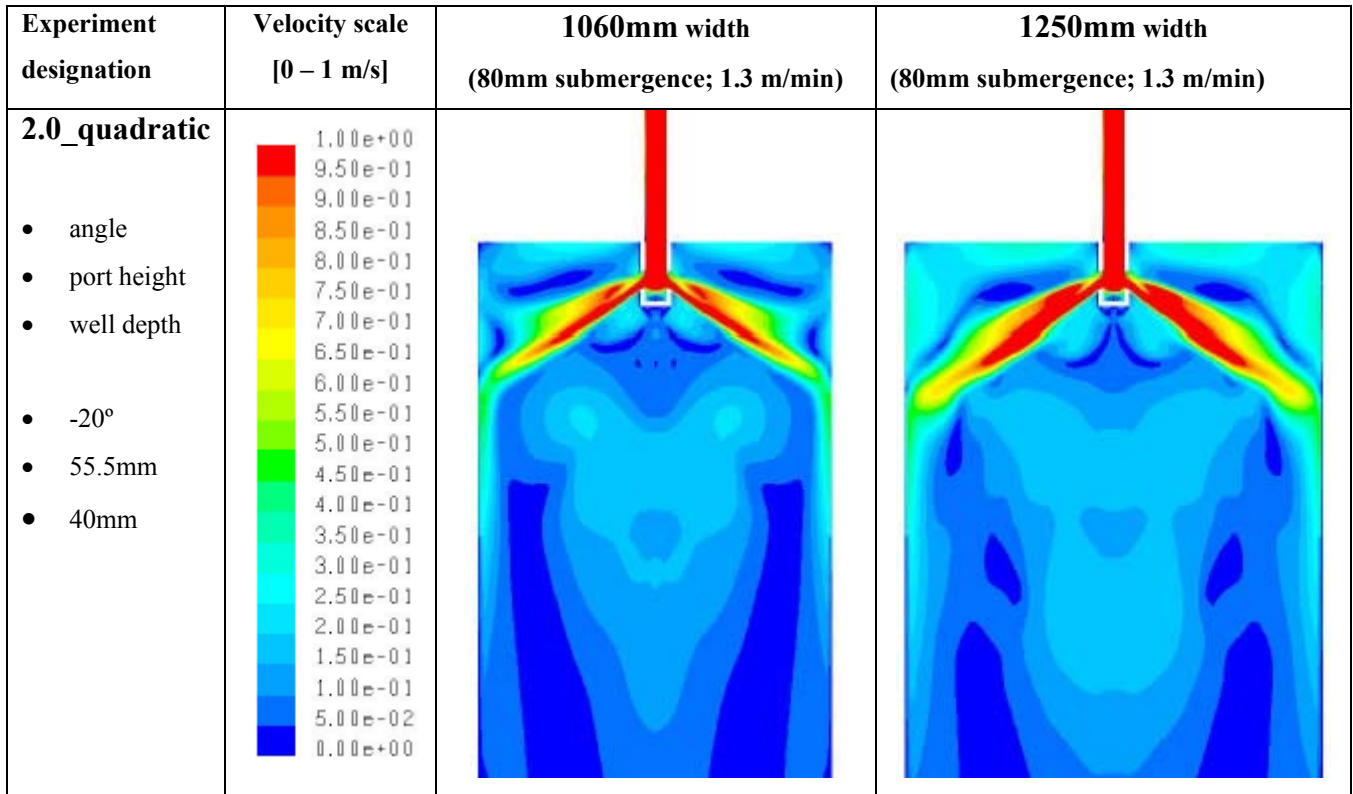 Experiment designation
Velocity scale [0 – 1 m/s]
1060mm width
(80mm submergence; 1.3 m/min)
1250mm width
(80mm submergence; 1.3 m/min)
2.0_quadratic
• angle
• port height
• well depth
• -20º
• 55.5mm
• 40mm
1.00e+00
9.50e-01
9.00e-01
8.50e-01
8.00e-01
7.50e-01
7.00e-01
6.50e-01
6.00e-01
5.50e-01
5.00e-01
4.50e-01
4.00e-01
3.50e-01
3.00e-01
2.50e-01
2.00e-01
1.50e-01
1.00e-01
5.00e-02
0.00e+00